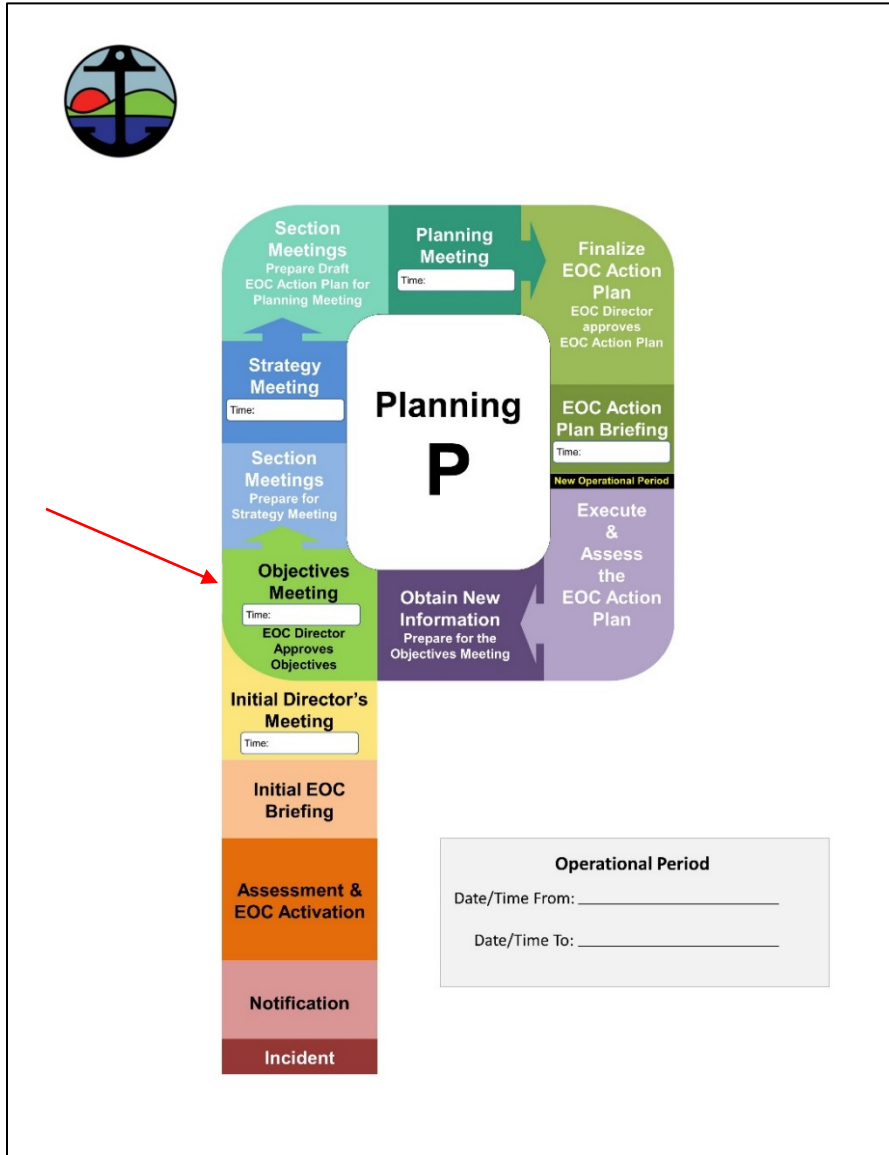 Section
Meetings
Prepare Draft
EOC Action Plan for
Planning Meeting
Planning
Meeting
Time:
Finalize
EOC Action
Plan
EOC Director
approves
EOC Action Plan
Strategy
Meeting
Time:
Planning
P
EOC Action
Plan Briefing
Time:
New Operational Period
Section
Meetings
Prepare for
Strategy Meeting
Execute
&
Assess
the
EOC Action
Plan
Objectives
Meeting
Time:
EOC Director
Approves
Objectives
Obtain New
Information
Prepare for the
Objectives Meeting
Initial Director's
Meeting
Time:
Initial EOC
Briefing
Assessment &
EOC Activation
Notification
Incident
Operational Period
Date/Time From:
Date/Time To: